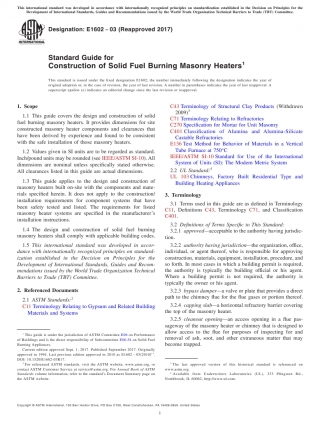 This international standard was developed in accordance with internationally recognized principles on standardization established in the Decision on Principles for the
Development of International Standards, Guides and Recommendations issued by the World Trade Organization Technical Barriers to Trade (TBT) Committee.
Designation: E1602 − 03 (Reapproved 2017)
INTERNATIONAL
Standard Guide for
Construction of Solid Fuel Burning Masonry Heaters1
This standard is issued under the fixed designation E1602; the number immediately following the designation indicates the year of
original adoption or, in the case of revision, the year of last revision. A number in parentheses indicates the year of last reapproval. A
superscript epsilon (ε) indicates an editorial change since the last revision or reapproval.
1. Scope
1.1 This guide covers the design and construction of solid
fuel burning masonry heaters. It provides dimensions for site
constructed masonry heater components and clearances that
have been derived by experience and found to be consistent
with the safe installation of those masonry heaters.
1.2 Values given in SI units are to be regarded as standard.
Inch/pound units may be rounded (see IEEE/ASTM SI-10). All
dimensions are nominal unless specifically stated otherwise.
All clearances listed in this guide are actual dimensions.
1.3 This guide applies to the design and construction of
masonry heaters built on-site with the components and mate-
rials specified herein. It does not apply to the construction/
installation requirements for component systems that have
been safety tested and listed. The requirements for listed
masonry heater systems are specified in the manufacturer's
installation instructions.
1.4 The design and construction of solid fuel burning
masonry heaters shall comply with applicable building codes.
1.5 This international standard was developed in accor-
dance with internationally recognized principles on standard-
ization established in the Decision on Principles for the
Development of International Standards, Guides and Recom-
mendations issued by the World Trade Organization Technical
Barriers to Trade (TBT) Committee.
2. Referenced Documents
2.1 ASTM Standards:2
C11 Terminology Relating to Gypsum and Related Building
Materials and Systems
1 This guide is under the jurisdiction of ASTM Committee E06 on Performance
of Buildings and is the direct responsibility of Subcommittee E06.54 on Solid Fuel
Burning Appliances.
Current edition approved Sept. 1, 2017. Published September 2017. Originally
approved in 1994. Last previous edition approved in 2010 as E1602 – 03(2010)ε1.
DOI: 10.1520/E1602-03R17.
2 For referenced ASTM standards, visit the ASTM website, www.astm.org, or
contact ASTM Customer Service at service@astm.org. For Annual Book of ASTM
Standards volume information, refer to the standard's Document Summary page on
the ASTM website.
C43 Terminology of Structural Clay Products (Withdrawn
2009)3
C71 Terminology Relating to Refractories
C270 Specification for Mortar for Unit Masonry
C401 Classification of Alumina and Alumina-Silicate
Castable Refractories
E136 Test Method for Behavior of Materials in a Vertical
Tube Furnace at 750°C
IEEE/ASTM SI-10 Standard for Use of the International
System of Units (SI): The Modern Metric System
2.2 UL Standard:4
UL 103 Chimneys, Factory Built Residential Type and
Building Heating Appliances
3. Terminology
3.1 Terms used in this guide are as defined in Terminology
C11, Definitions C43, Terminology C71, and Classification
C401.
3.2 Definitions of Terms Specific to This Standard:
3.2.1 approved—acceptable to the authority having jurisdic-
tion.
3.2.2 authority having jurisdiction—the organization, office,
individual, or agent thereof, who is responsible for approving
construction, materials, equipment, installation, procedure, and
so forth. In most cases in which a building permit is required,
the authority is typically the building official or his agent.
Where a building permit is not required, the authority is
typically the owner or his agent.
3.2.3 bypass damper—a valve or plate that provides a direct
path to the chimney flue for the flue gases or portion thereof.
3.2.4 capping slab—a horizontal refractory barrier covering
the top of the masonry heater.
3.2.5 cleanout opening—an access opening in a flue pas-
sageway of the masonry heater or chimney that is designed to
allow access to the flue for purposes of inspecting for and
removal of ash, soot, and other extraneous matter that may
become trapped.
3 The last approved version of this historical standard is referenced on
www.astm.org.
4 Available from Underwriters Laboratories (UL), 333 Pfingsten Rd.,
Northbrook, IL 60062, http://www.ul.com.
Copyright © ASTM International, 100 Barr Harbor Drive, PO Box C700, West Conshohocken, PA 19428-2959. United States
1